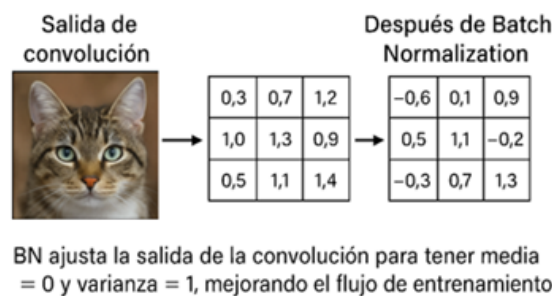 Salida de
convolución
Después de Batch
Normalization
0,3 0,7 1,2
1,0 1,3 0,9
0,5 1,1 1,4
−0,6 0,1 0,9
0,5 1,1 −0,2
−0,3 0,7 1,3
BN ajusta la salida de la convolución para tener media
= 0 y varianza = 1, mejorando el flujo de entrenamiento